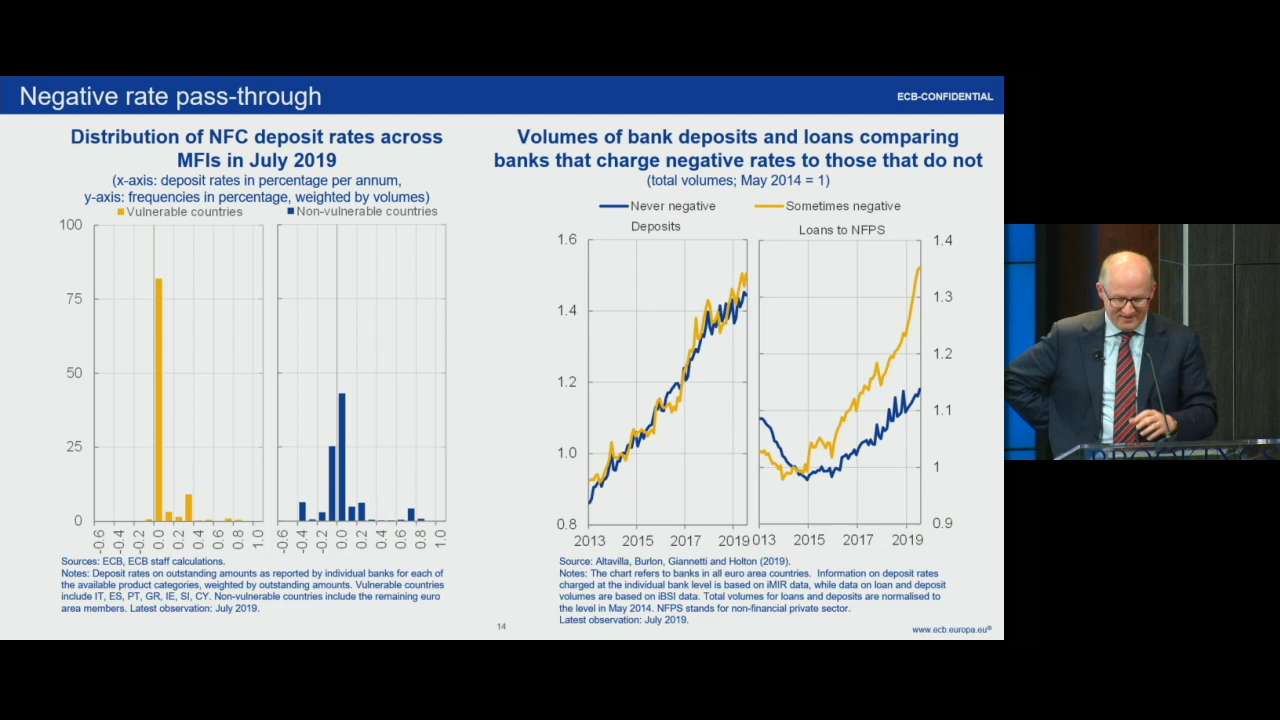 Negative rate pass-through
ECB-CONFIDENTIAL
Distribution of NFC deposit rates across
MFIs in July 2019
(x-axis: deposit rates in percentage per annum,
y-axis: frequencies in percentage, weighted by volumes)
Vulnerable countries
Non-vulnerable countries
100
75
50
25
0
-0.6 -0.4 -0.2 0.0 0.2 0.4 0.6 0.8 1.0
-0.6 -0.4 -0.2 0.0 0.2 0.4 0.6 0.8 1.0
Sources: ECB, ECB staff calculations.
Notes: Deposit rates on outstanding amounts as reported by individual banks for each of
the available product categories, weighted by outstanding amounts. Vulnerable countries
include IT, ES, PT, GR, IE, SI, CY. Non-vulnerable countries include the remaining euro
area members. Latest observation: July 2019.
Volumes of bank deposits and loans comparing
banks that charge negative rates to those that do not
(total volumes; May 2014 = 1)
Never negative
Sometimes negative
Deposits
Loans to NFPS
1.6
1.4
1.2
1.0
0.8
1.4
1.3
1.2
1.1
1
0.9
2013 2015 2017 2019
013 2015 2017 2019
Source: Altavilla, Burlon, Giannetti and Holton (2019).
Notes: The chart refers to banks in all euro area countries. Information on deposit rates
charged at the individual bank level is based on iMIR data, while data on loan and deposit
volumes are based on iBSI data. Total volumes for loans and deposits are normalised to
the level in May 2014. NFPS stands for non-financial private sector.
Latest observation: July 2019.
14
www.ecb.europa.eu®
BROOKINGS